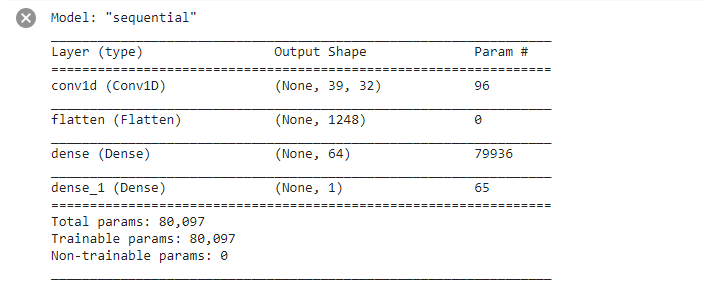 Model: "sequential"
_________________________________________________________________
Layer (type)                 Output Shape              Param #
=================================================================
conv1d (Conv1D)              (None, 39, 32)            96
_________________________________________________________________
flatten (Flatten)            (None, 1248)              0
_________________________________________________________________
dense (Dense)                (None, 64)                79936
_________________________________________________________________
dense_1 (Dense)              (None, 1)                 65
=================================================================
Total params: 80,097
Trainable params: 80,097
Non-trainable params: 0
_________________________________________________________________